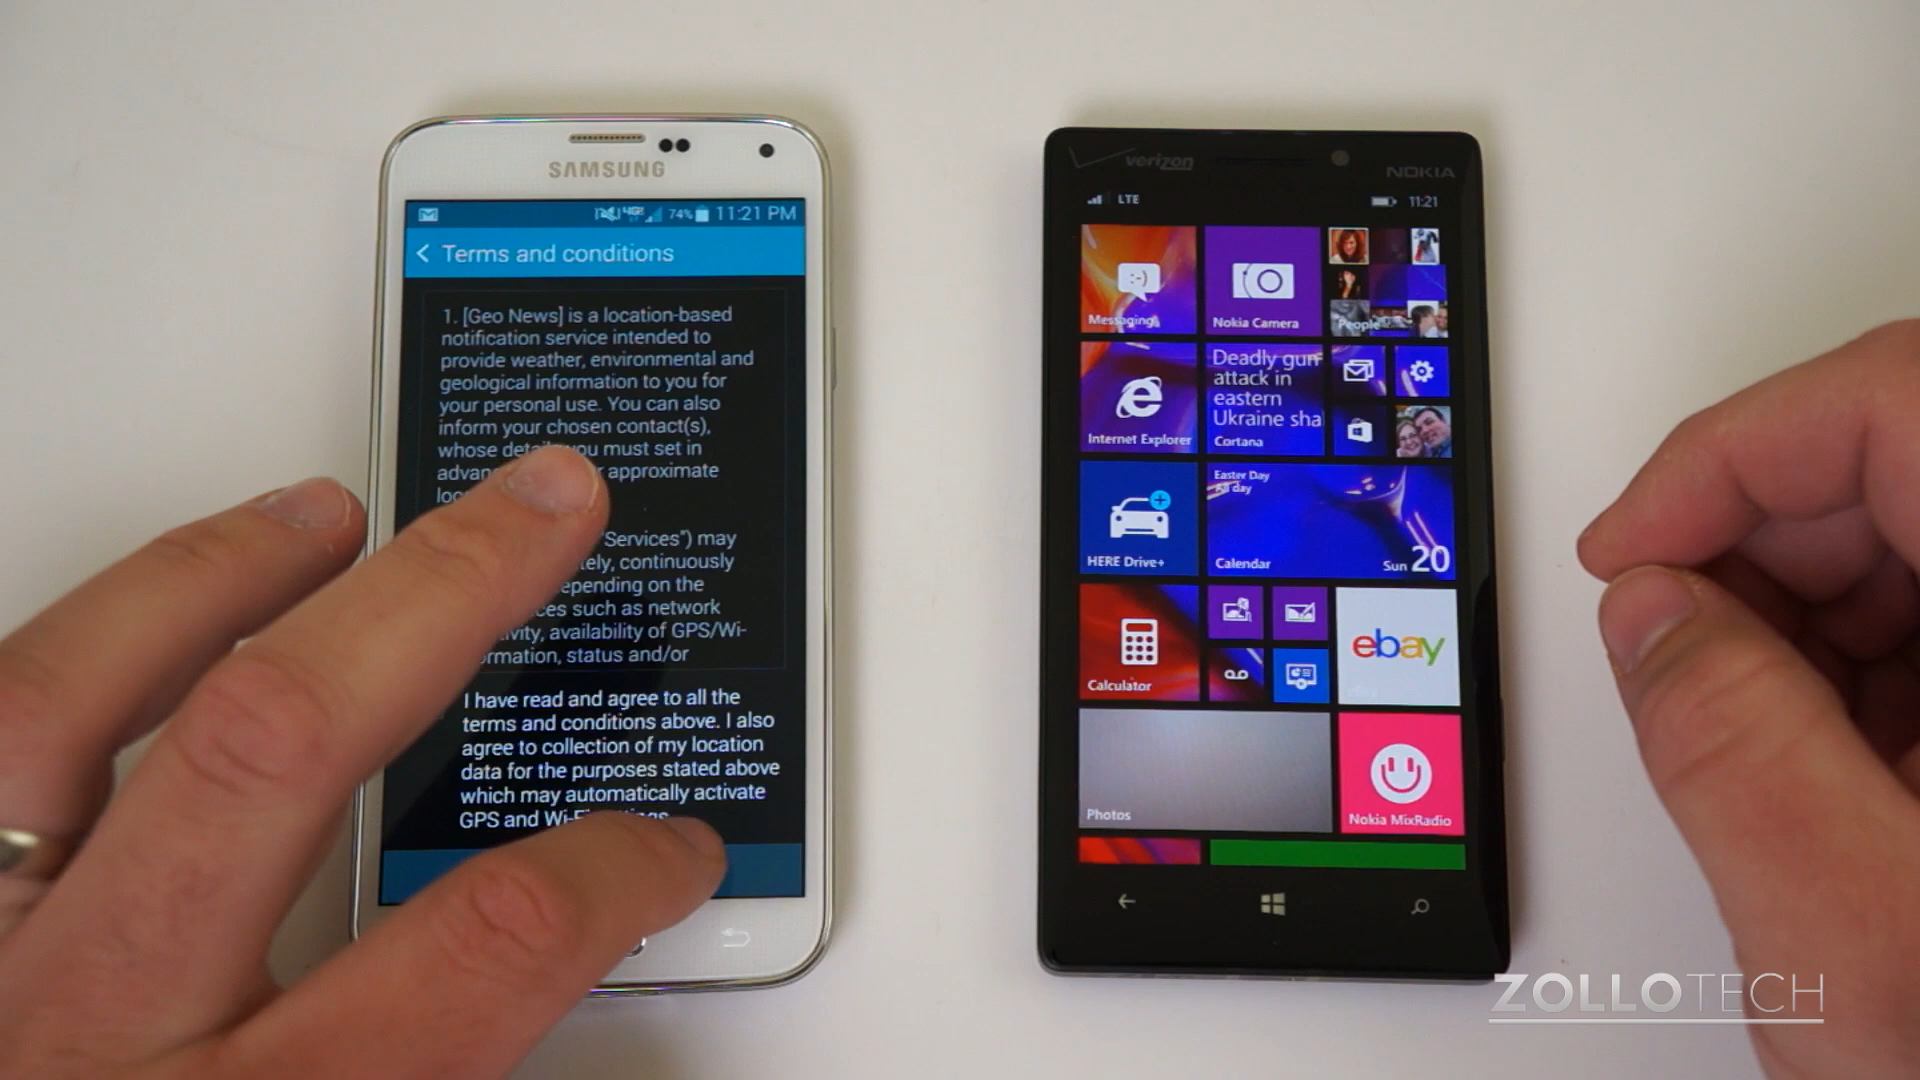 SAMSUNG
74% 11:21 PM
Terms and conditions
1. [Geo News] is a location-based
notification service intended to
provide weather, environmental and
geological information to you for
your personal use. You can also
inform your chosen contact(s),
whose you must set in
approximate
"Services") may
continuously
depending on the
such as network
availability of GPS/Wi-
status and/or
I have read and agree to all the
terms and conditions above. I also
agree to collection of my location
data for the purposes stated above
which may automatically activate
GPS and
verizon
NOKIA
LTE 11:21
Messaging
Nokia Camera
People
Internet Explorer
Deadly gun
attack in
eastern
Ukraine sha
Cortana
HERE Drive+
Easter Day
All day
Calendar
Sun 20
Calculator
ebay
ebay
Photos
Nokia MixRadio
ZOLLOTECH